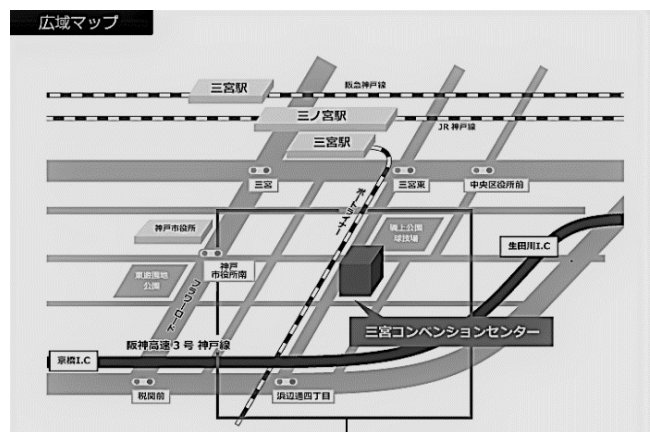 広域マップ
三宮駅
阪急神戸線
三ノ宮駅
JR 神戸線
三宮駅
三宮
三宮東
中央区役所前
ポートライナー
神戸市役所
磯上公園
球技場
生田川I.C
神戸
市役所南
東遊園地
公園
フラワーロード
三宮コンベンションセンター
阪神高速3号 神戸線
京橋I.C
税関前
浜辺通四丁目